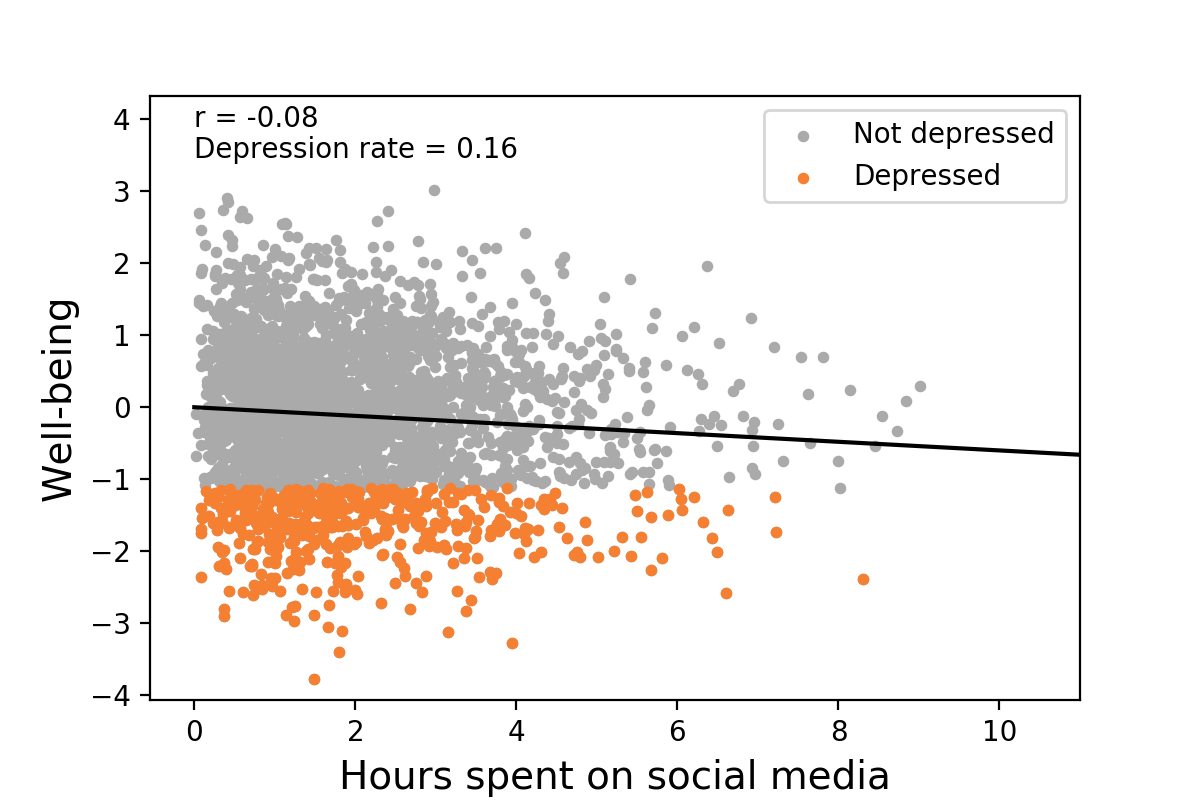 r = -0.08
Depression rate = 0.16
Not depressed
Depressed
4
3
2
1
0
−1
−2
−3
−4
Well-being
0 2 4 6 8 10
Hours spent on social media